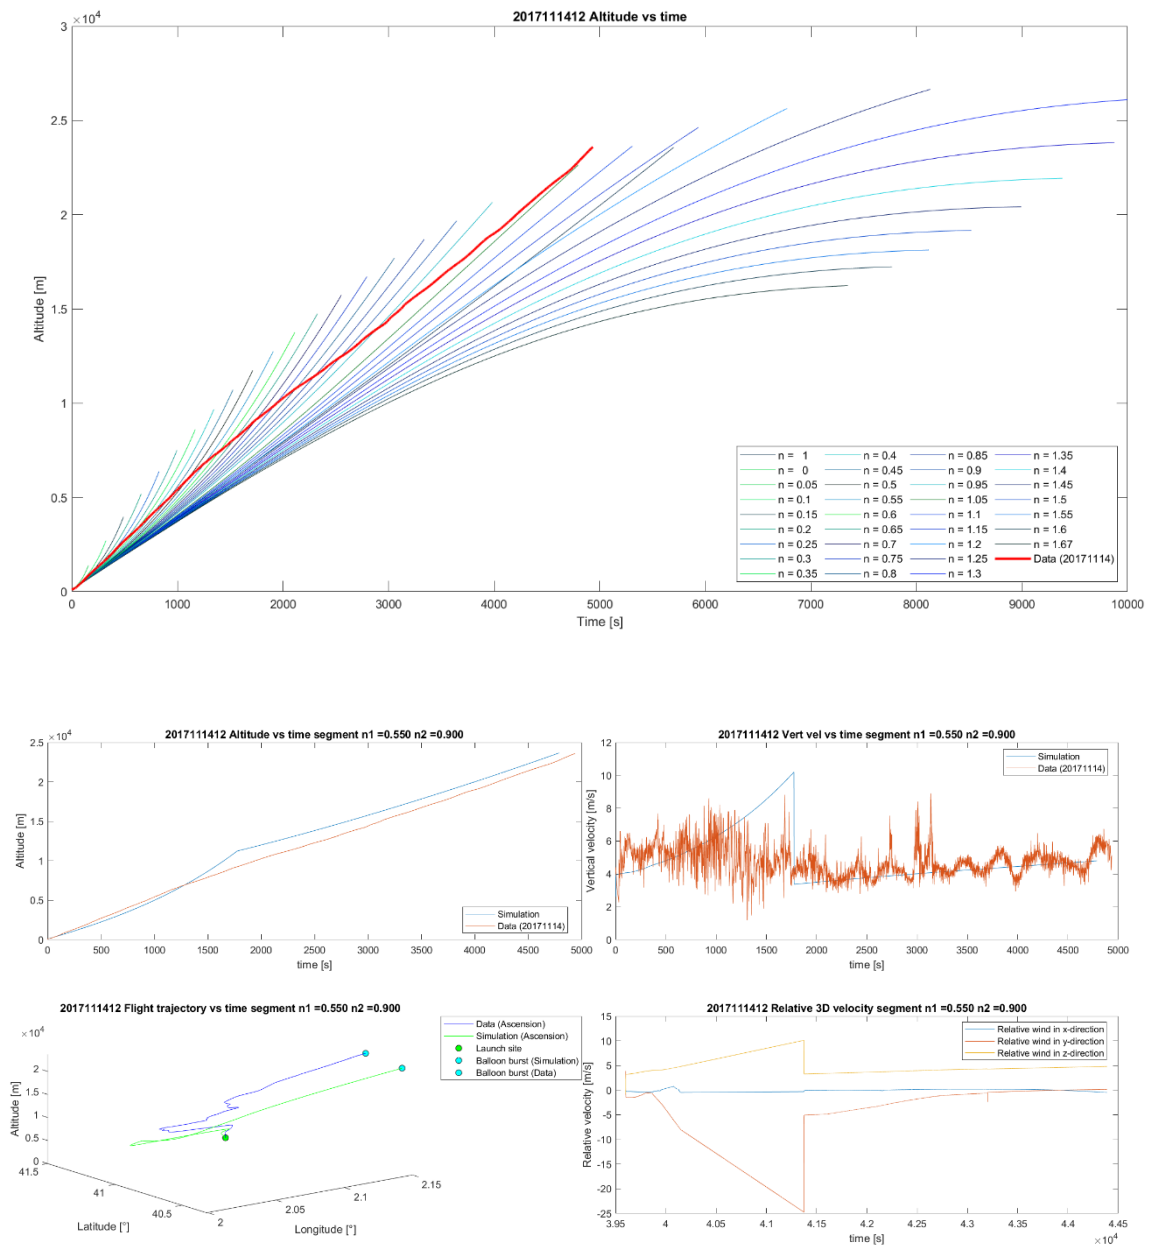 2017111412 Altitude vs time
×10⁴
3
2.5
2
1.5
1
0.5
0
Altitude [m]
0 1000 2000 3000 4000 5000 6000 7000 8000 9000 10000
Time [s]
n = 1 n = 0.4 n = 0.85 n = 1.35
n = 0 n = 0.45 n = 0.9 n = 1.4
n = 0.05 n = 0.5 n = 0.95 n = 1.45
n = 0.1 n = 0.55 n = 1.05 n = 1.5
n = 0.15 n = 0.6 n = 1.1 n = 1.55
n = 0.2 n = 0.65 n = 1.15 n = 1.6
n = 0.25 n = 0.7 n = 1.2 n = 1.67
n = 0.3 n = 0.75 n = 1.25 Data (20171114)
n = 0.35 n = 0.8 n = 1.3
2017111412 Altitude vs time segment n1 =0.550 n2 =0.900
×10⁴
2.5
2
1.5
1
0.5
0
Altitude [m]
0 500 1000 1500 2000 2500 3000 3500 4000 4500 5000
time [s]
Simulation
Data (20171114)
2017111412 Vert vel vs time segment n1 =0.550 n2 =0.900
12
10
8
6
4
2
0
Vertical velocity [m/s]
0 500 1000 1500 2000 2500 3000 3500 4000 4500 5000
time [s]
Simulation
Data (20171114)
2017111412 Flight trajectory vs time segment n1 =0.550 n2 =0.900
×10⁴
2
1.5
1
0.5
0
Altitude [m]
41.5
41
40.5
Latitude [°]
2
2.05
2.1
2.15
Longitude [°]
Data (Ascension)
Simulation (Ascension)
Launch site
Balloon burst (Simulation)
Balloon burst (Data)
2017111412 Relative 3D velocity segment n1 =0.550 n2 =0.900
15
10
5
0
-5
-10
-15
-20
-25
Relative velocity [m/s]
3.95 4 4.05 4.1 4.15 4.2 4.25 4.3 4.35 4.4 4.45
×10⁴
time [s]
Relative wind in x-direction
Relative wind in y-direction
Relative wind in z-direction